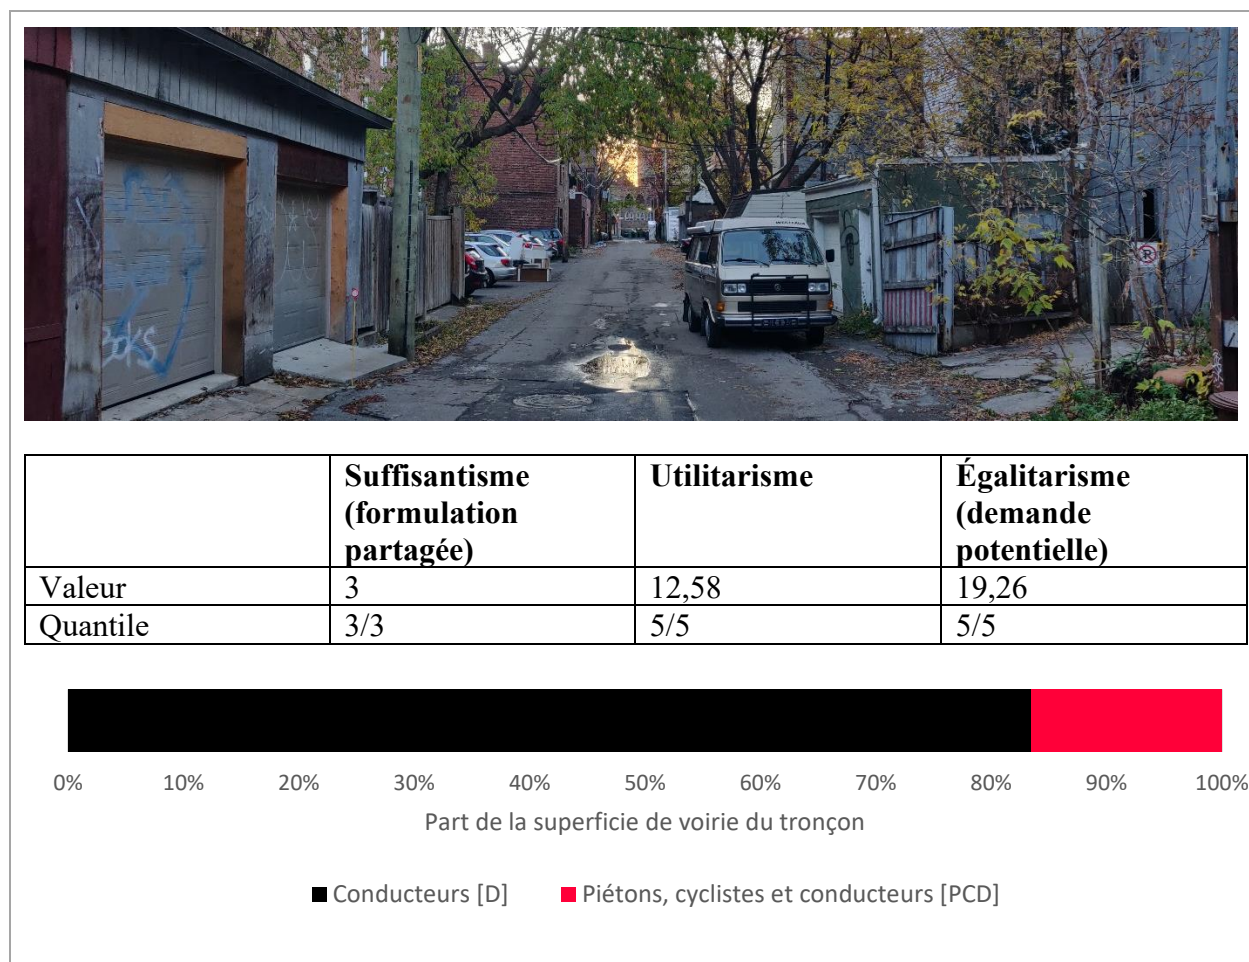 BOKS
Suffisantisme
(formulation
partagée)
Utilitarisme
Égalitarisme
(demande
potentielle)
Valeur
3
12,58
19,26
Quantile
3/3
5/5
5/5
0%
10%
20%
30%
40%
50%
60%
70%
80%
90%
100%
Part de la superficie de voirie du tronçon
Conducteurs [D]
Piétons, cyclistes et conducteurs [PCD]